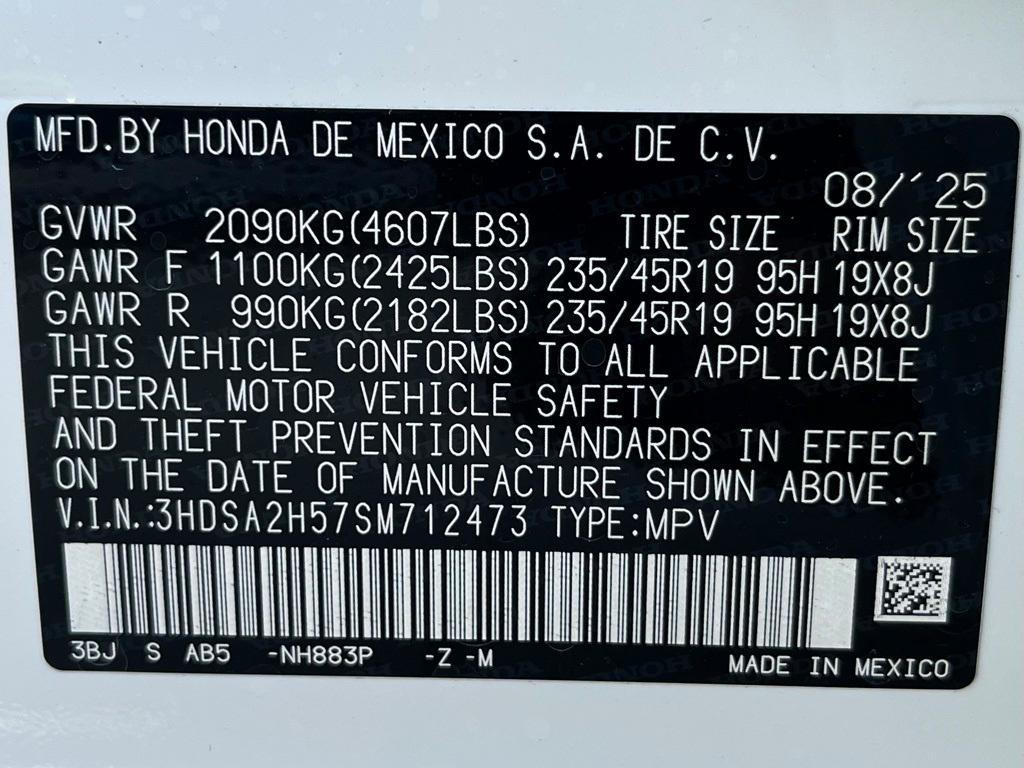 MFD.BY HONDA DE MEXICO S.A. DE C.V.
08/´25
GVWR 2090KG(4607LBS) TIRE SIZE RIM SIZE
GAWR F 1100KG(2425LBS) 235/45R19 95H 19X8J
GAWR R 990KG(2182LBS) 235/45R19 95H 19X8J
THIS VEHICLE CONFORMS TO ALL APPLICABLE
FEDERAL MOTOR VEHICLE SAFETY
AND THEFT PREVENTION STANDARDS IN EFFECT
ON THE DATE OF MANUFACTURE SHOWN ABOVE.
V.I.N.:3HDSA2H57SM712473 TYPE:MPV
3BJ S AB5 -NH883P -Z -M
MADE IN MEXICO